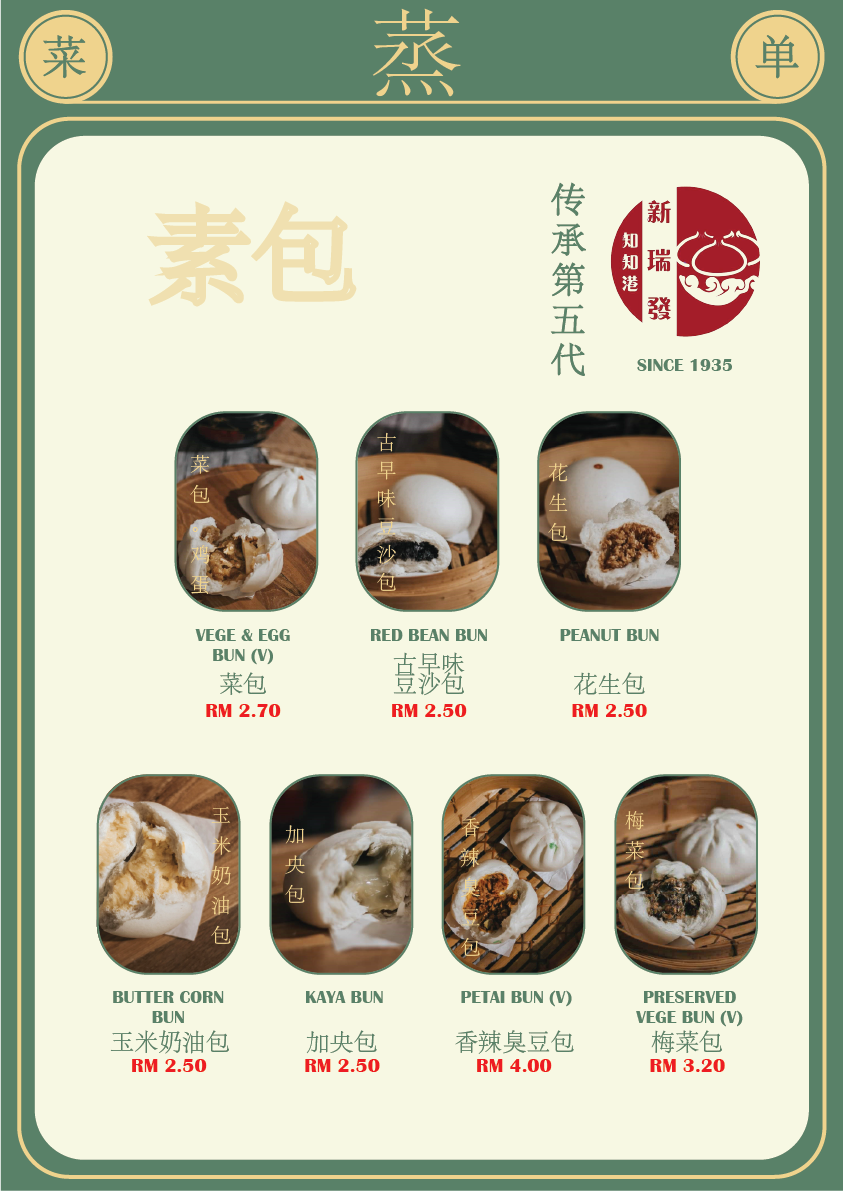 菜
蒸
单
素包
传承第五代
新瑞發
知知港
SINCE 1935
菜包 鸡蛋
古早味豆沙包
花生包
VEGE & EGG
BUN (V)
菜包
RM 2.70
RED BEAN BUN
古早味
豆沙包
RM 2.50
PEANUT BUN
花生包
RM 2.50
玉米奶油包
加央包
香辣臭豆包
梅菜包
BUTTER CORN
BUN
玉米奶油包
RM 2.50
KAYA BUN
加央包
RM 2.50
PETAI BUN (V)
香辣臭豆包
RM 4.00
PRESERVED
VEGE BUN (V)
梅菜包
RM 3.20